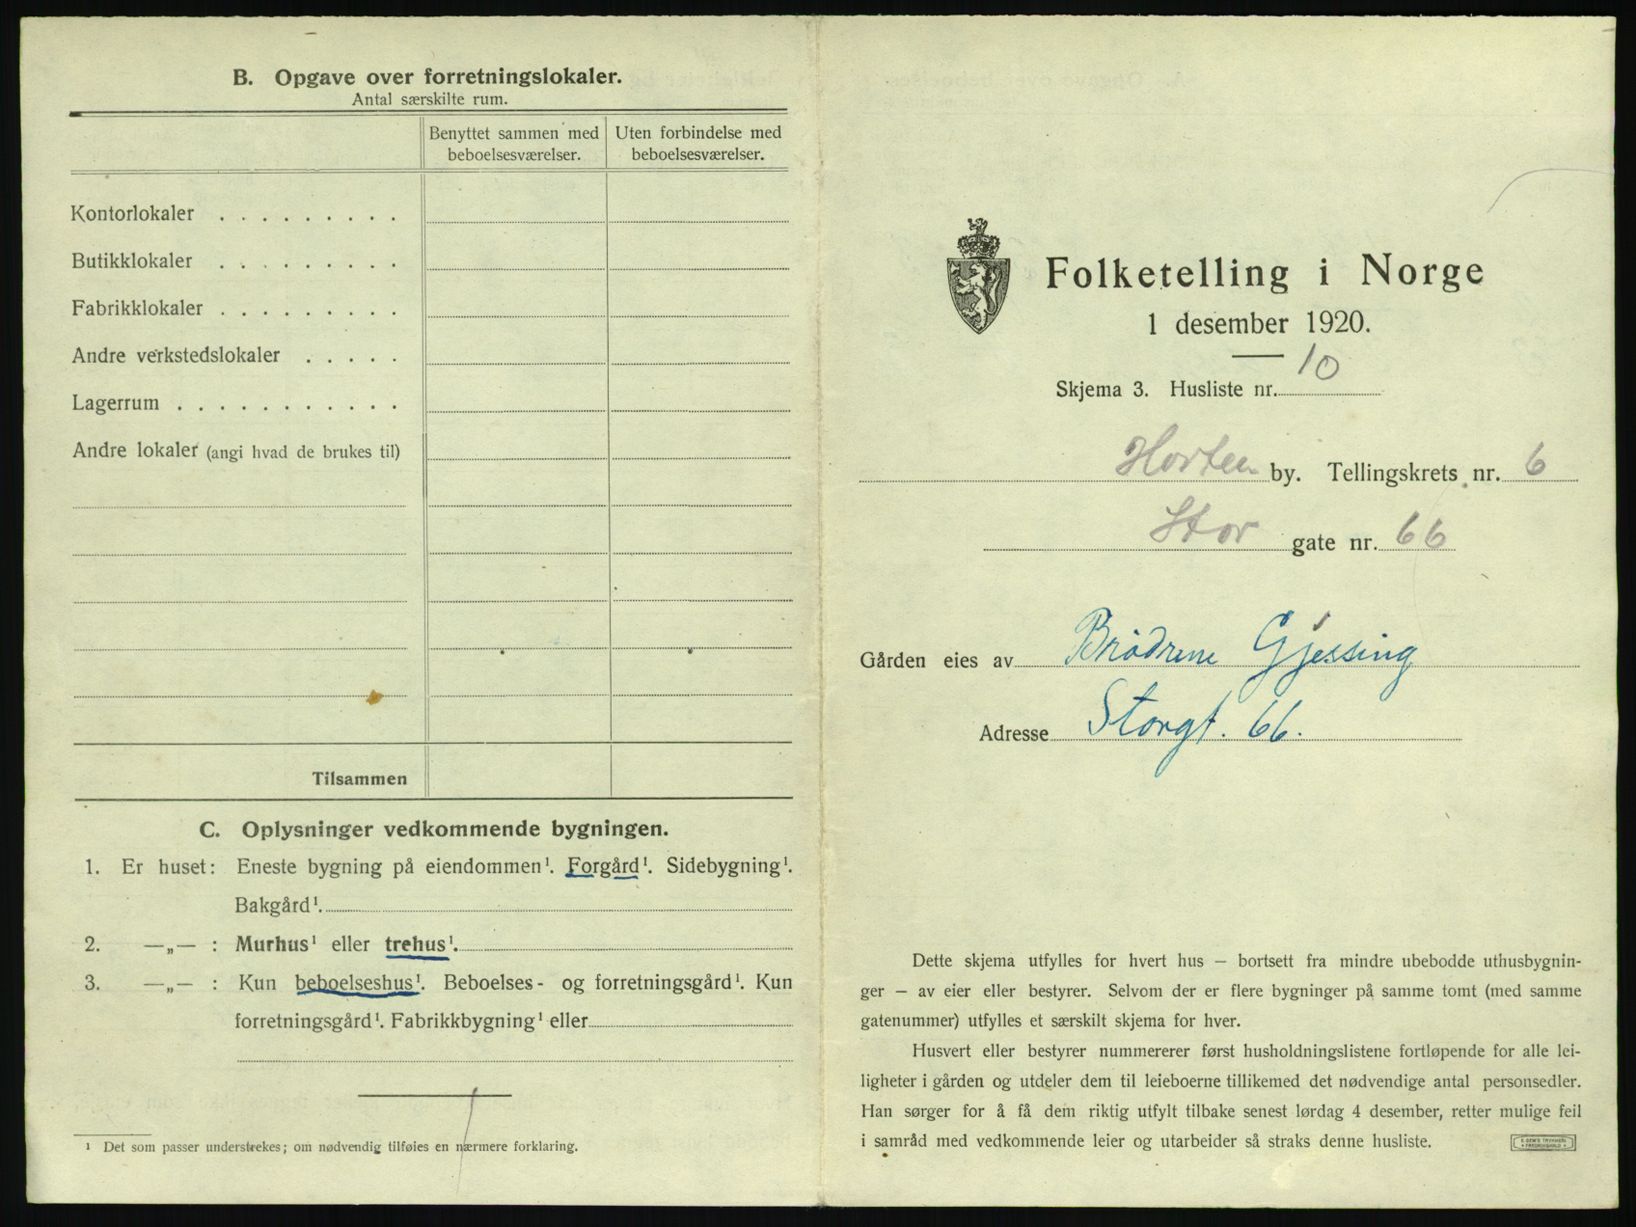 B. Opgave over forretningslokaler.
Antal særskilte rum.
Benyttet sammen med beboelsesværelser.
Uten forbindelse med beboelsesværelser.
Kontorlokaler . . . . . . . . .
Butikklokaler . . . . . . . . .
Fabrikklokaler . . . . . . . . .
Andre verkstedslokaler . . . . .
Lagerrum . . . . . . . . . . .
Andre lokaler (angi hvad de brukes til)
Tilsammen
C. Oplysninger vedkommende bygningen.
1. Er huset: Eneste bygning på eiendommen¹. Forgård¹. Sidebygning¹.
Bakgård¹.
2. —„— : Murhus¹ eller trehus¹.
3. —„— : Kun beboelseshus¹. Beboelses- og forretningsgård¹. Kun
forretningsgård¹. Fabrikkbygning¹ eller
¹ Det som passer understrekes; om nødvendig tilføies en nærmere forklaring.
Folketelling i Norge
1 desember 1920.
Skjema 3. Husliste nr. 10
Horten by. Tellingskrets nr. 6
Stor gate nr. 66
Gården eies av Brødrene Gjessing
Adresse Storgt. 66.
Dette skjema utfylles for hvert hus — bortsett fra mindre ubebodde uthusbygnin-
ger — av eier eller bestyrer. Selvom der er flere bygninger på samme tomt (med samme
gatenummer) utfylles et særskilt skjema for hver.
Husvert eller bestyrer nummererer først husholdningslistene fortløpende for alle lei-
ligheter i gården og utdeler dem til leieboerne tillikemed det nødvendige antal personsedler.
Han sørger for å få dem riktig utfylt tilbake senest lørdag 4 desember, retter mulige feil
i samråd med vedkommende leier og utarbeider så straks denne husliste.